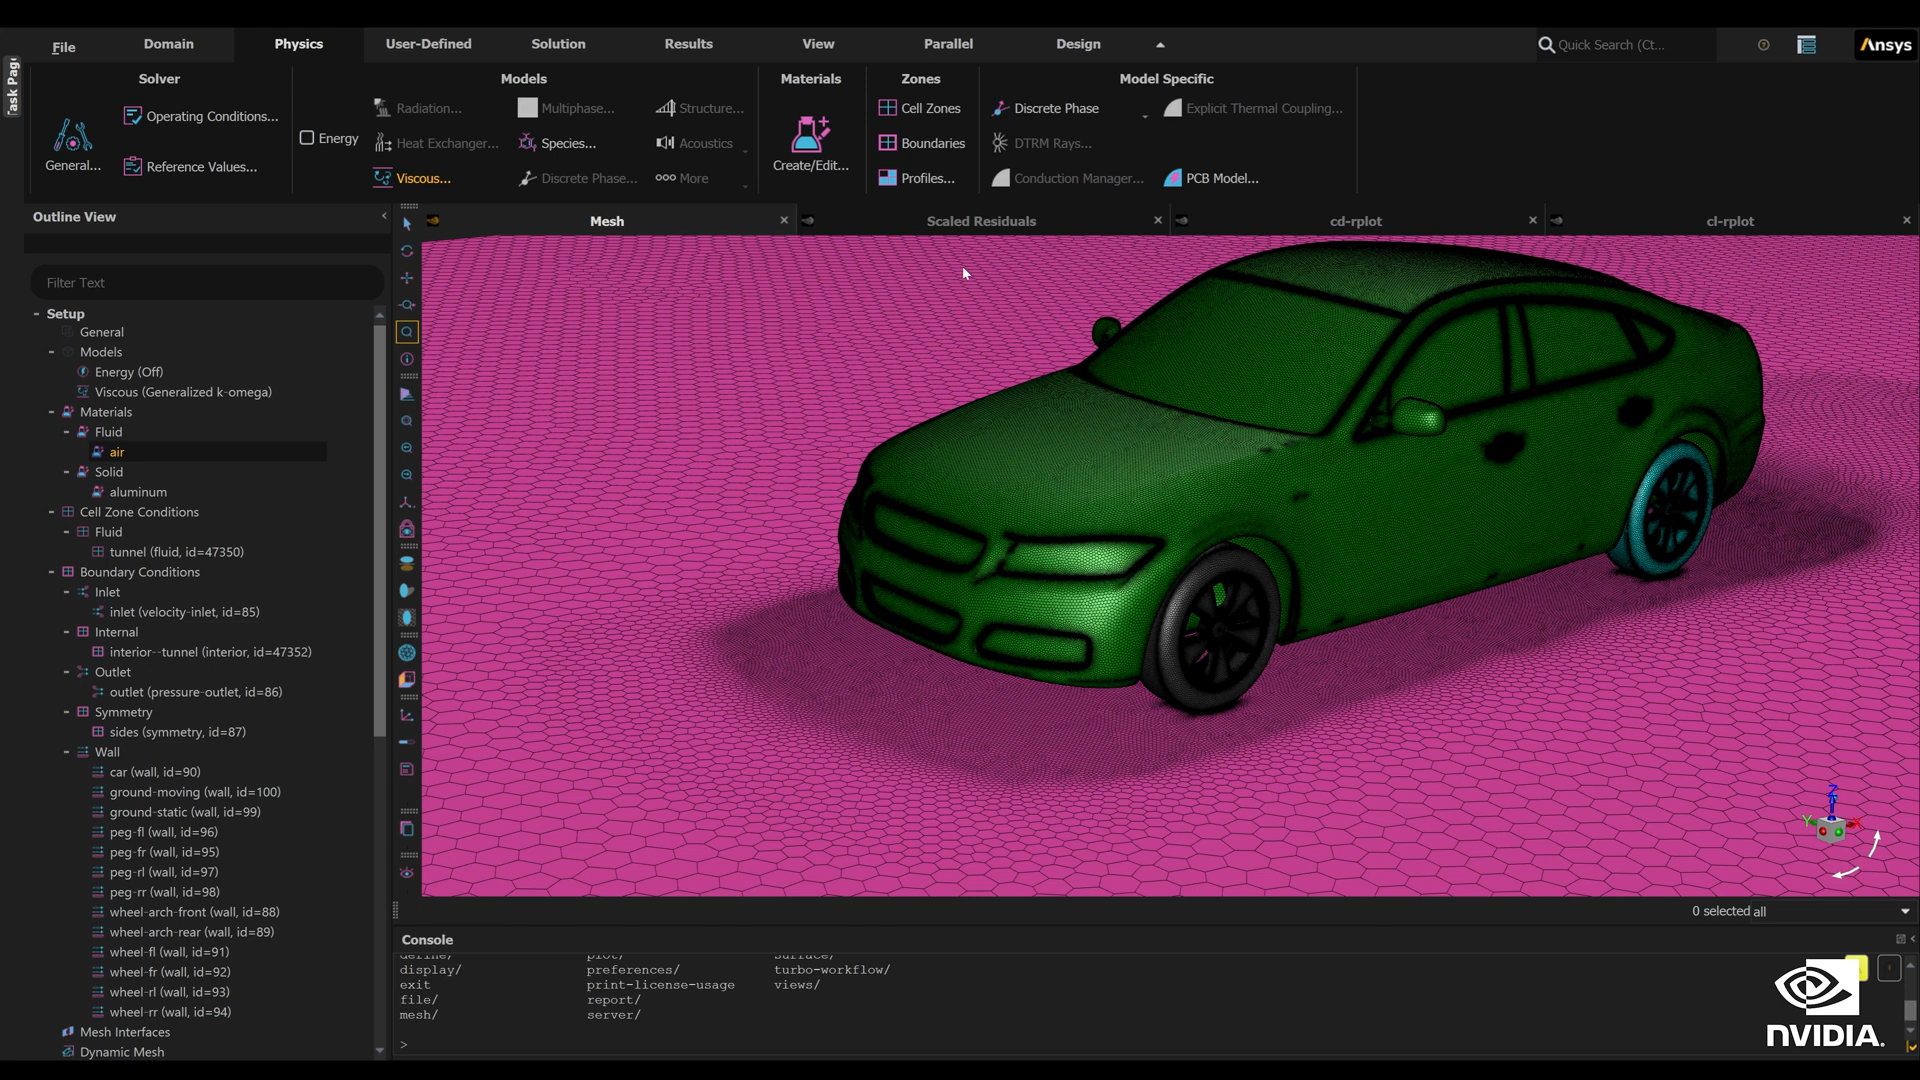 File
Domain
Physics
User-Defined
Solution
Results
View
Parallel
Design
Quick Search (Ct...
Ansys
Solver
Models
Materials
Zones
Model Specific
General...
Operating Conditions...
Reference Values...
Energy
Radiation...
Heat Exchanger...
Viscous...
Multiphase...
Species...
Discrete Phase...
Structure...
Acoustics
More
Create/Edit...
Cell Zones
Boundaries
Profiles...
Discrete Phase
DTRM Rays...
Conduction Manager...
Explicit Thermal Coupling...
PCB Model...
Outline View
Mesh
Scaled Residuals
cd-rplot
cl-rplot
Filter Text
Setup
General
Models
Energy (Off)
Viscous (Generalized k-omega)
Materials
Fluid
air
Solid
aluminum
Cell Zone Conditions
Fluid
tunnel (fluid, id=47350)
Boundary Conditions
Inlet
inlet (velocity-inlet, id=85)
Internal
interior--tunnel (interior, id=47352)
Outlet
outlet (pressure-outlet, id=86)
Symmetry
sides (symmetry, id=87)
Wall
car (wall, id=90)
ground-moving (wall, id=100)
ground-static (wall, id=99)
peg-fl (wall, id=96)
peg-fr (wall, id=95)
peg-rl (wall, id=97)
peg-rr (wall, id=98)
wheel-arch-front (wall, id=88)
wheel-arch-rear (wall, id=89)
wheel-fl (wall, id=91)
wheel-fr (wall, id=92)
wheel-rl (wall, id=93)
wheel-rr (wall, id=94)
Mesh Interfaces
Dynamic Mesh
Z
Y
X
0 selected all
Console
display/ preferences/ turbo-workflow/
exit print-license-usage views/
file/ report/
mesh/ server/
>
NVIDIA.